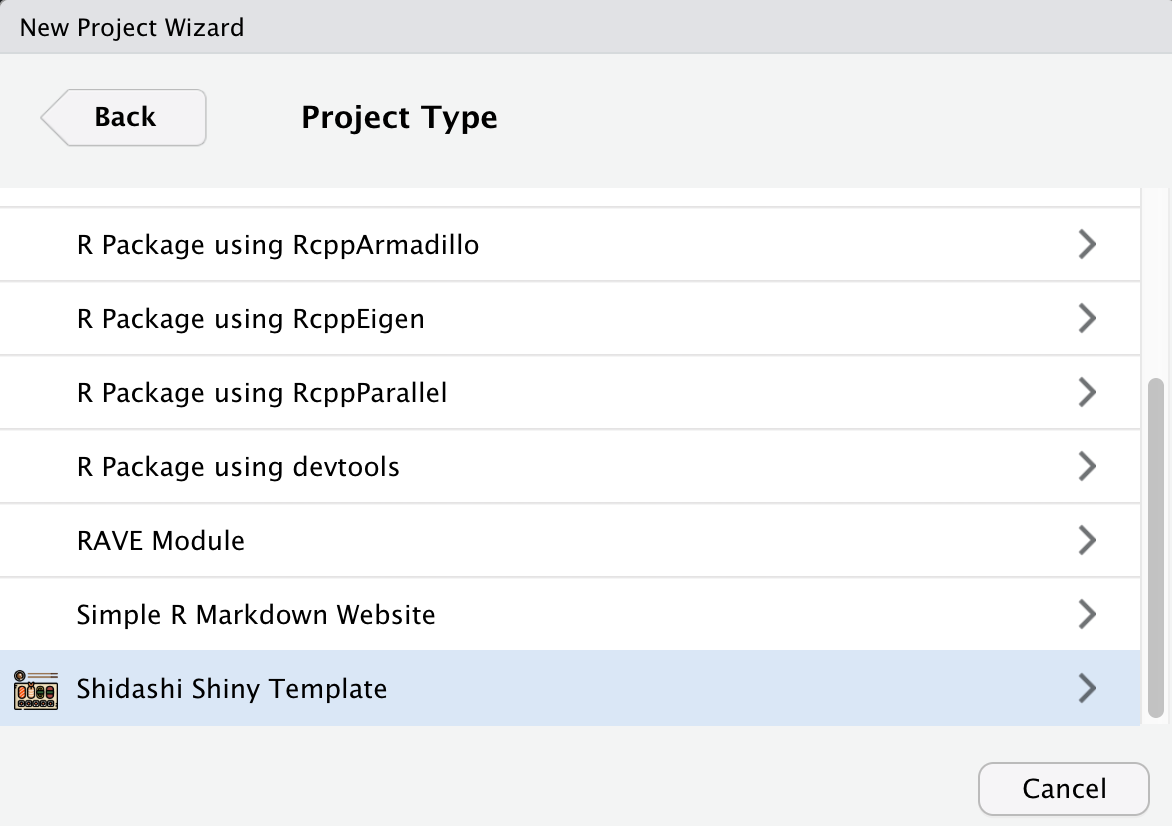 New Project Wizard
Back
Project Type
R Package using RcppArmadillo
R Package using RcppEigen
R Package using RcppParallel
R Package using devtools
RAVE Module
Simple R Markdown Website
Shidashi Shiny Template
Cancel